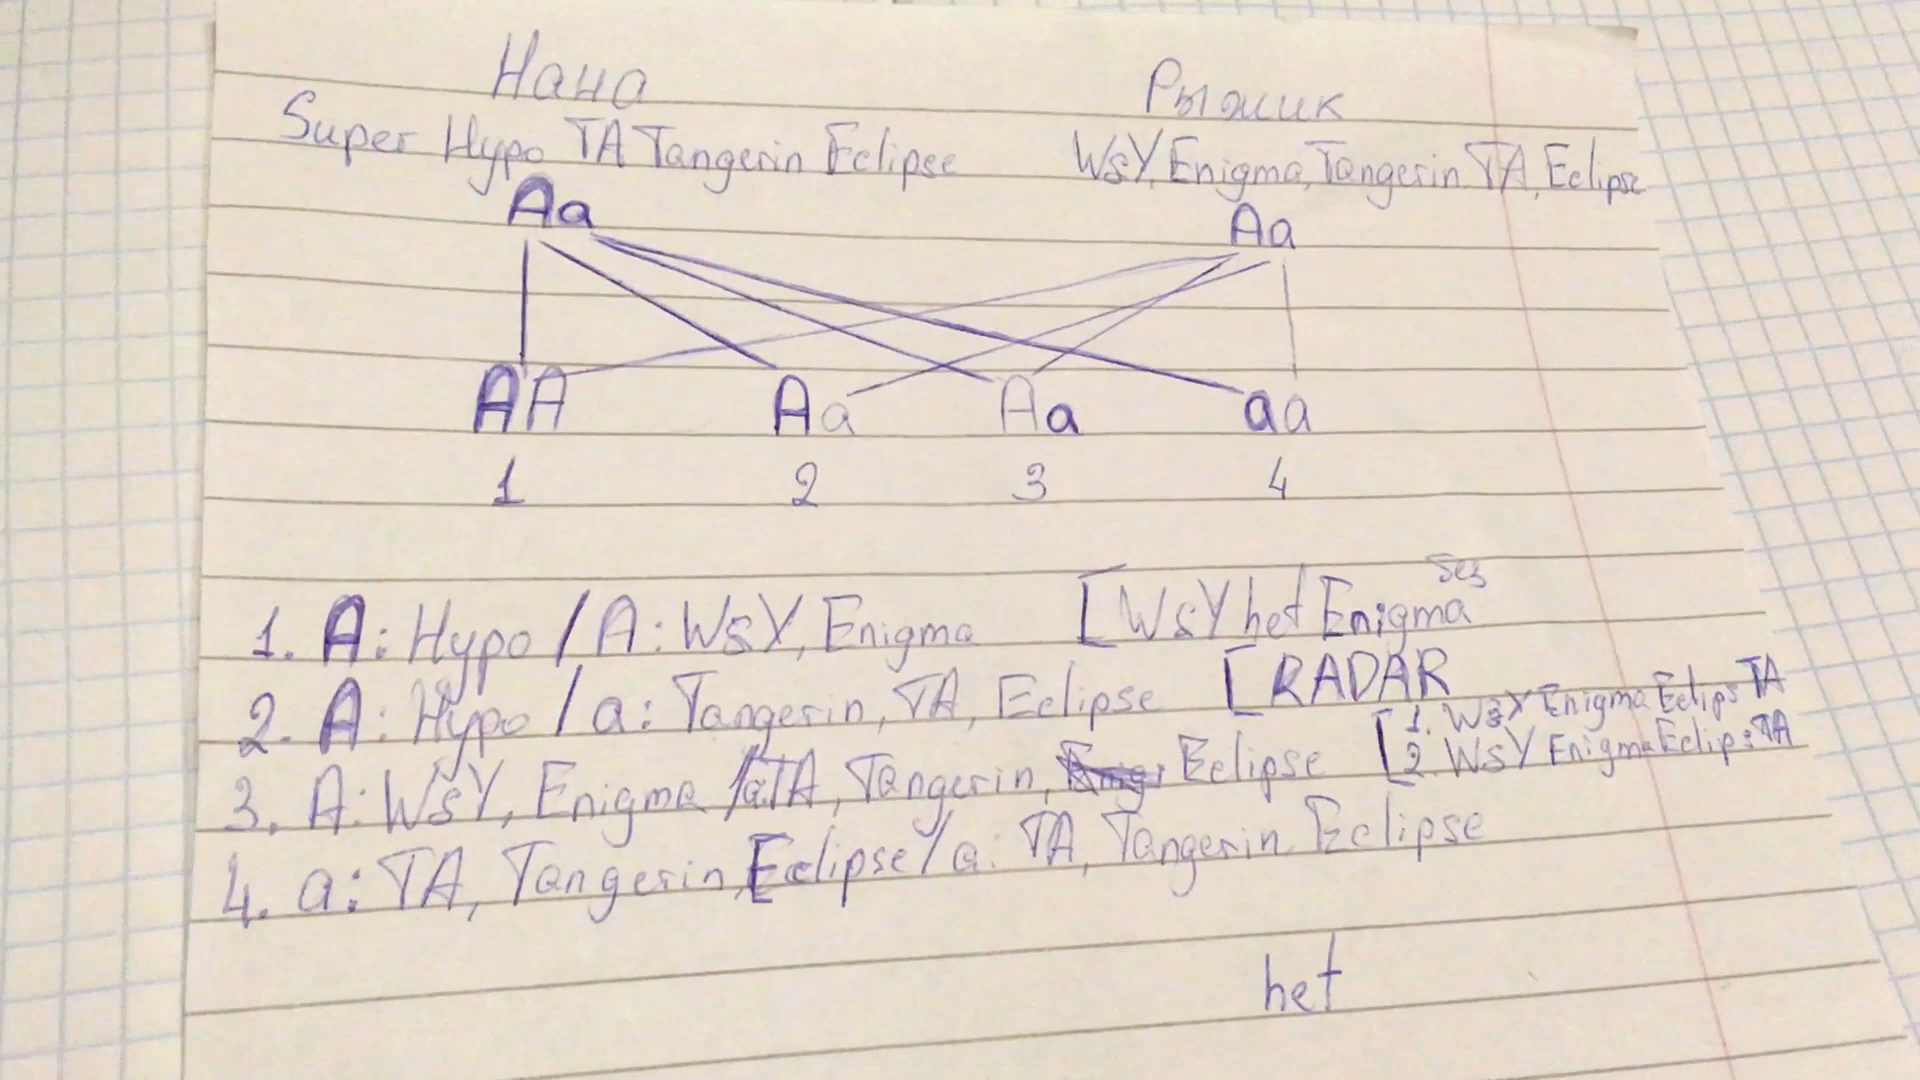 Нана
Рыжик
Super Hypo TA Tangerin Eclipse
WsY, Enigma, Tangerin TA, Eclipse
Aa
Aa
AA Aa Aa aa
1 2 3 4
1. A: Hypo / A: WsY, Enigma [WsY het Enigma без
2. A: Hypo / a: Tangerin, TA, Eclipse [RADAR
3. A: WsY, Enigma /a:TA, Tangerin, Eclipse [1. WsY Enigma Eclips TA
2 WsY Enigma Eclips TA
4. a: TA, Tangerin, Eclipse / a: TA, Tangerin, Eclipse
het